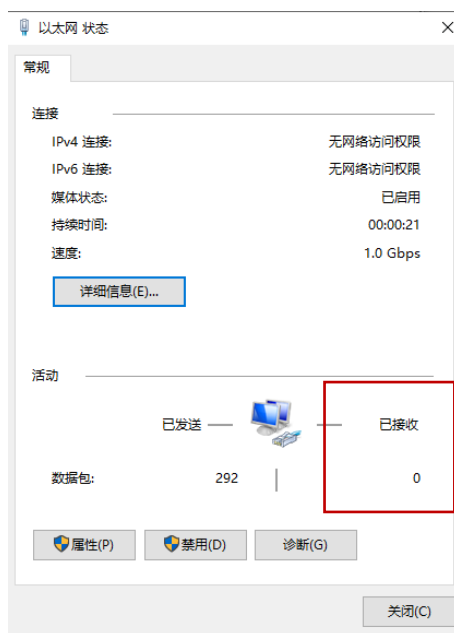 以太网 状态
常规
连接
IPv4 连接: 无网络访问权限
IPv6 连接: 无网络访问权限
媒体状态: 已启用
持续时间: 00:00:21
速度: 1.0 Gbps
详细信息(E)...
活动
已发送 — — 已接收
数据包: 292 0
属性(P) 禁用(D) 诊断(G)
关闭(C)